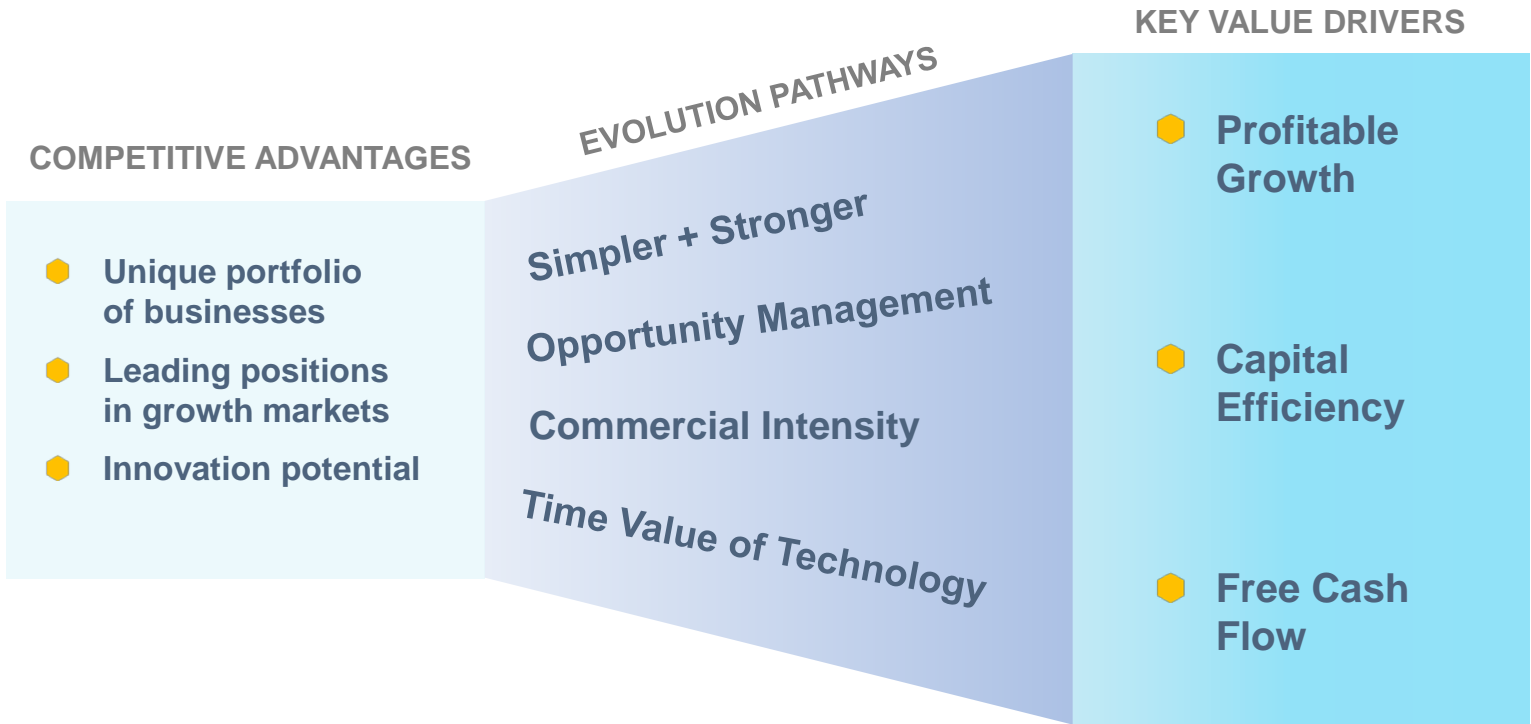 COMPETITIVE ADVANTAGES
Unique portfolio
of businesses
Leading positions
in growth markets
Innovation potential
EVOLUTION PATHWAYS
Simpler + Stronger
Opportunity Management
Commercial Intensity
Time Value of Technology
KEY VALUE DRIVERS
Profitable
Growth
Capital
Efficiency
Free Cash
Flow